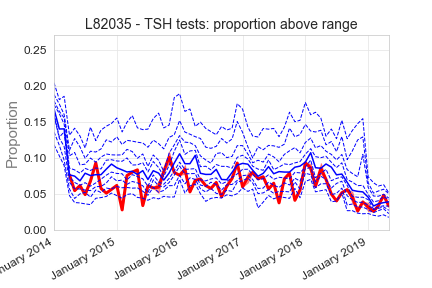 L82035 - TSH tests: proportion above range
Proportion
0.25
0.20
0.15
0.10
0.05
0.00
nuary 2014
January 2015
January 2016
January 2017
January 2018
January 2019